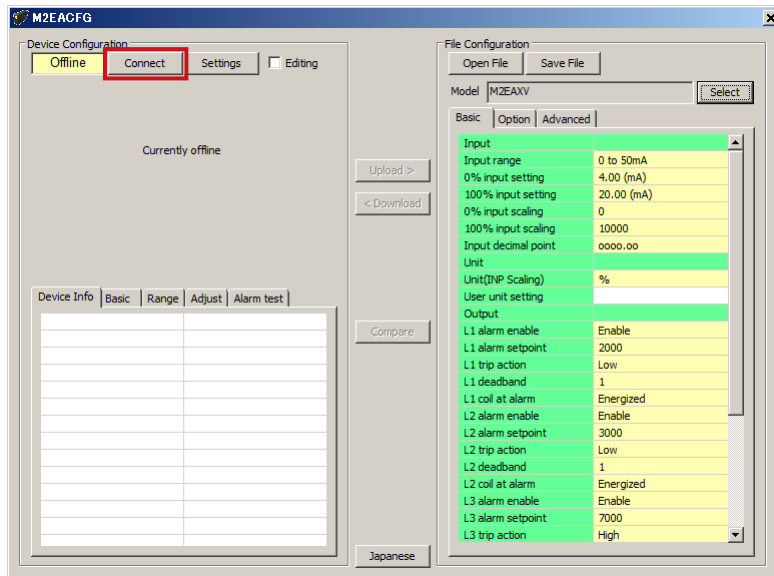 M2EACFG
Device Configuration
Offline Connect Settings Editing
Currently offline
Device Info Basic Range Adjust Alarm test
Upload >
< Download
Compare
Japanese
File Configuration
Open File Save File
Model M2EAXV Select
Basic Option Advanced
Input
Input range 0 to 50mA
0% input setting 4.00 (mA)
100% input setting 20.00 (mA)
0% input scaling 0
100% input scaling 10000
Input decimal point oooo.oo
Unit
Unit(INP Scaling) %
User unit setting
Output
L1 alarm enable Enable
L1 alarm setpoint 2000
L1 trip action Low
L1 deadband 1
L1 coil at alarm Energized
L2 alarm enable Enable
L2 alarm setpoint 3000
L2 trip action Low
L2 deadband 1
L2 coil at alarm Energized
L3 alarm enable Enable
L3 alarm setpoint 7000
L3 trip action High